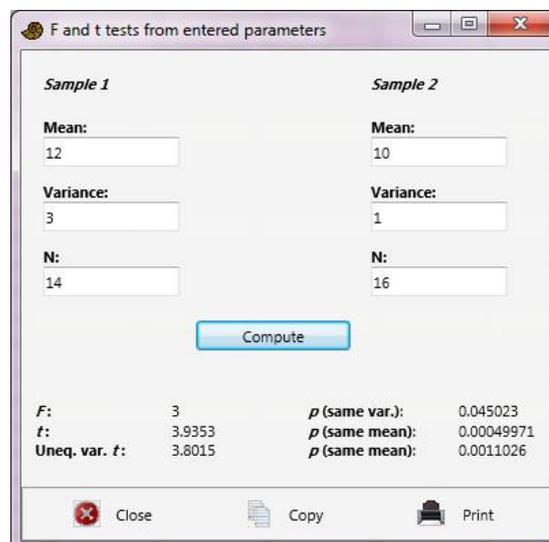 F and t tests from entered parameters
Sample 1 Sample 2
Mean: Mean:
12 10
Variance: Variance:
3 1
N: N:
14 16
Compute
F: 3 p (same var.): 0.045023
t: 3.9353 p (same mean): 0.00049971
Uneq. var. t: 3.8015 p (same mean): 0.0011026
Close Copy Print